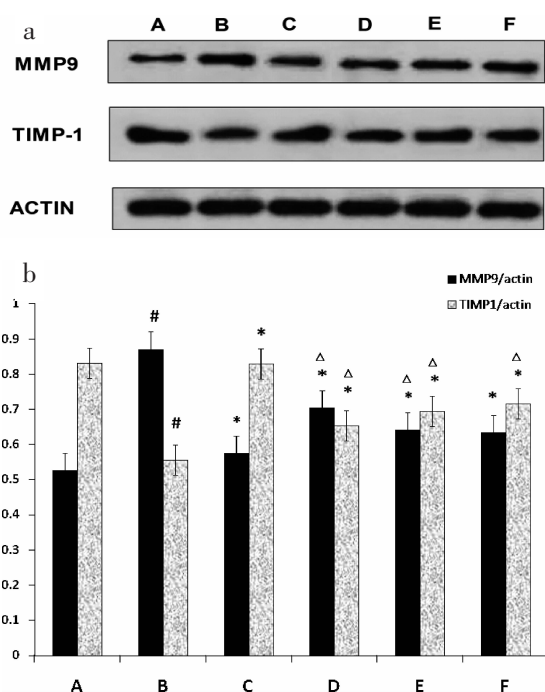 a
A B C D E F
MMP9
TIMP-1
ACTIN
b
MMP9/actin
TIMP1/actin
1
0.9
0.8
0.7
0.6
0.5
0.4
0.3
0.2
0.1
0
# # * * Δ * Δ * Δ * Δ * * Δ *
A B C D E F